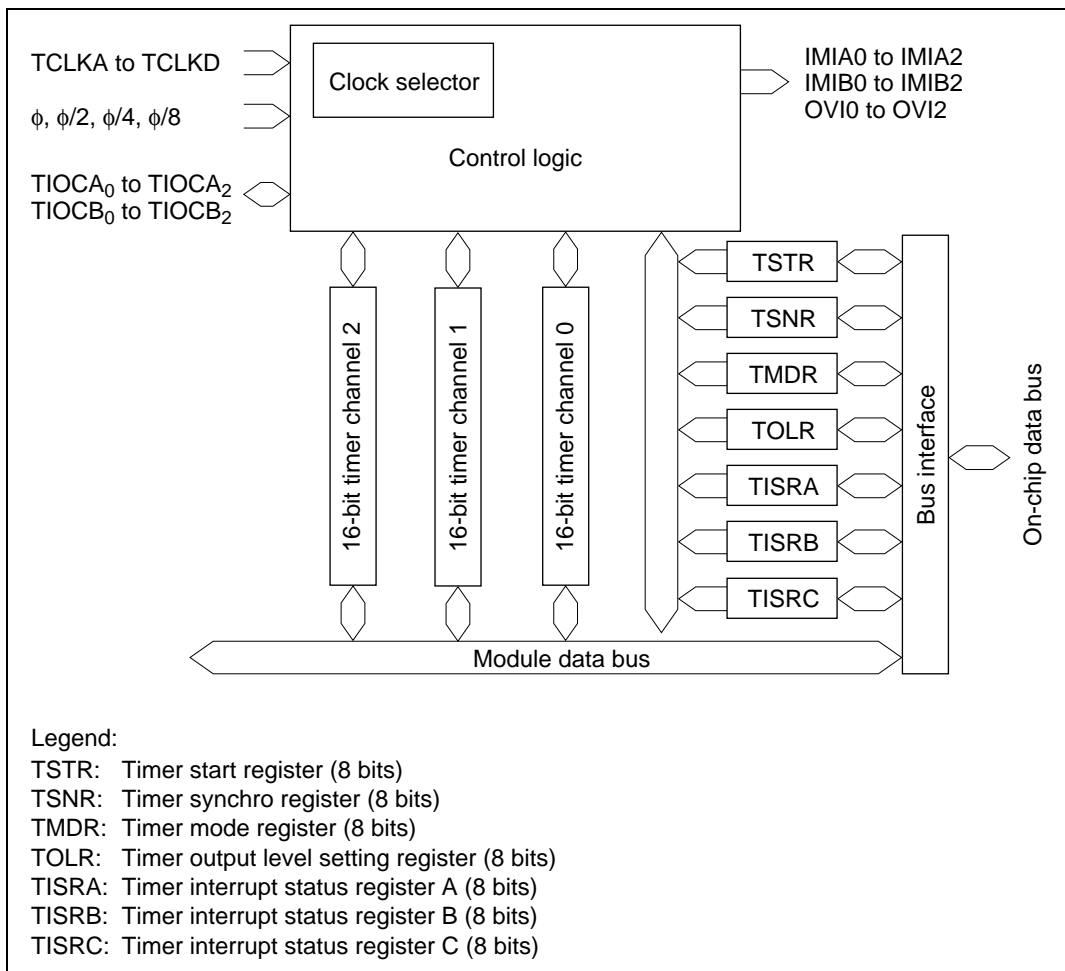 TCLKA to TCLKD
ϕ, ϕ/2, ϕ/4, ϕ/8
TIOCA₀ to TIOCA₂
TIOCB₀ to TIOCB₂
Clock selector
Control logic
IMIA0 to IMIA2
IMIB0 to IMIB2
OVI0 to OVI2
16-bit timer channel 2
16-bit timer channel 1
16-bit timer channel 0
TSTR
TSNR
TMDR
TOLR
TISRA
TISRB
TISRC
Bus interface
On-chip data bus
Module data bus
Legend:
TSTR: Timer start register (8 bits)
TSNR: Timer synchro register (8 bits)
TMDR: Timer mode register (8 bits)
TOLR: Timer output level setting register (8 bits)
TISRA: Timer interrupt status register A (8 bits)
TISRB: Timer interrupt status register B (8 bits)
TISRC: Timer interrupt status register C (8 bits)